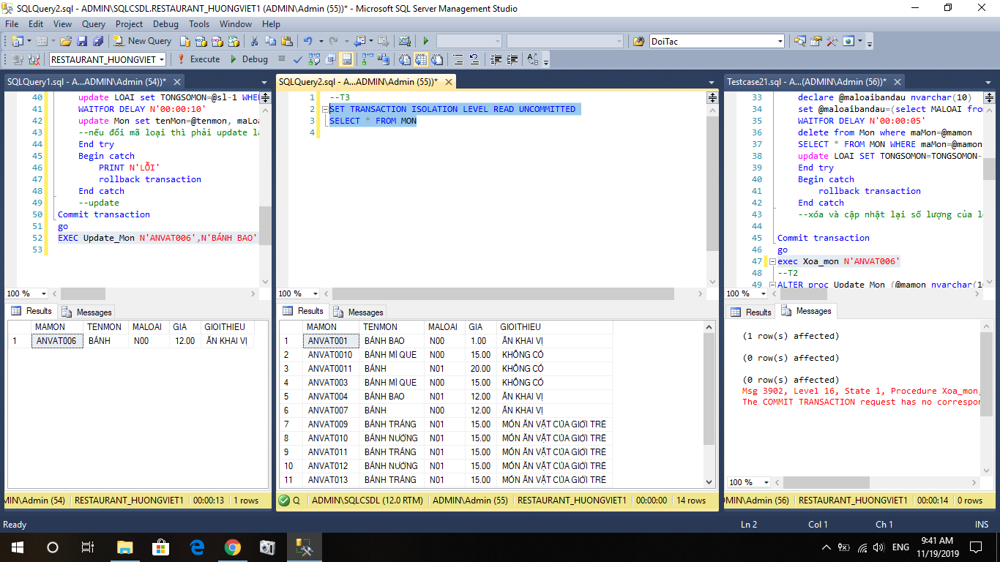 SQLQuery2.sql - ADMIN\SQLCSDL.RESTAURANT_HUONGVIET1 (ADMIN\Admin (55))* - Microsoft SQL Server Management Studio
File Edit View Query Project Debug Tools Window Help
New Query DoiTac
RESTAURANT_HUONGVIET Execute Debug
SQLQuery1.sql - A...ADMIN\Admin (54))*
40 update LOAI set TONGSOMON=@sl-1 WHE
41 WAITFOR DELAY N'00:00:10'
42 update Mon set tenMon=@tenmon, maLoa
43 --nếu đổi mã loại thì phải update lạ
44 End try
45 Begin catch
46 PRINT N'LỖI'
47 rollback transaction
48 End catch
49 --update
50 Commit transaction
51 go
52 EXEC Update_Mon N'ANVAT006',N'BÁNH BAO'
53
100 %
Results Messages
MAMON TENMON MALOAI GIA GIOITHIEU
1 ANVAT006 BÁNH N00 12.00 ĂN KHAI VỊ
MIN\Admin (54) RESTAURANT_HUONGVIET1 00:00:13 1 rows
SQLQuery2.sql - A...ADMIN\Admin (55))*
1 --T3
2 SET TRANSACTION ISOLATION LEVEL READ UNCOMMITTED
3 SELECT * FROM MON
4
100 %
Results Messages
MAMON TENMON MALOAI GIA GIOITHIEU
1 ANVAT001 BÁNH BAO N00 1.00 ĂN KHAI VỊ
2 ANVAT0010 BÁNH MÌ QUE N00 15.00 KHÔNG CÓ
3 ANVAT0011 BÁNH N01 20.00 KHÔNG CÓ
4 ANVAT003 BÁNH MÌ QUE N00 15.00 KHÔNG CÓ
5 ANVAT004 BÁNH BAO N01 12.00 ĂN KHAI VỊ
6 ANVAT007 BÁNH N00 12.00 ĂN KHAI VỊ
7 ANVAT009 BÁNH TRÁNG N01 15.00 MÓN ĂN VẶT CỦA GIỚI TRẺ
8 ANVAT010 BÁNH NƯỚNG N01 15.00 MÓN ĂN VẶT CỦA GIỚI TRẺ
9 ANVAT011 BÁNH TRÁNG N01 15.00 MÓN ĂN VẶT CỦA GIỚI TRẺ
10 ANVAT012 BÁNH NƯỚNG N01 15.00 MÓN ĂN VẶT CỦA GIỚI TRẺ
11 ANVAT013 BÁNH TRÁNG N01 15.00 MÓN ĂN VẶT CỦA GIỚI TRẺ
Q ADMIN\SQLCSDL (12.0 RTM) ADMIN\Admin (55) RESTAURANT_HUONGVIET1 00:00:00 14 rows
Testcase21.sql - A...(ADMIN\Admin (56))*
33 declare @maloaibandau nvarchar(10)
34 set @maloaibandau=(select MALOAI from
35 WAITFOR DELAY N'00:00:05'
36 delete from Mon where maMon=@mamon
37 SELECT * FROM MON WHERE maMon=@mamon
38 update LOAI SET TONGSOMON=TONGSOMON-
39 End try
40 Begin catch
41 rollback transaction
42 End catch
43 --xóa và cập nhật lại số lượng của lo
44
45 Commit transaction
46 go
47 exec Xoa_mon N'ANVAT006'
48 --T2
49 ALTER proc Update_Mon (@mamon nvarchar(10
100 %
Results Messages
(1 row(s) affected)
(0 row(s) affected)
(0 row(s) affected)
Msg 3902, Level 16, State 1, Procedure Xoa_mon,
The COMMIT TRANSACTION request has no correspon
100 %
DMIN\Admin (56) RESTAURANT_HUONGVIET1 00:00:14 0 rows
Ready Ln 2 Col 1 Ch 1 INS
ENG 9:41 AM
11/19/2019